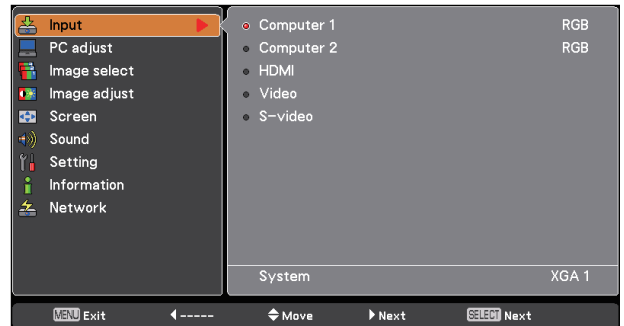 Input
PC adjust
Image select
Image adjust
Screen
Sound
Setting
Information
Network
Computer 1 RGB
Computer 2 RGB
HDMI
Video
S-video
System XGA 1
MENU Exit ----- Move Next SELECT Next